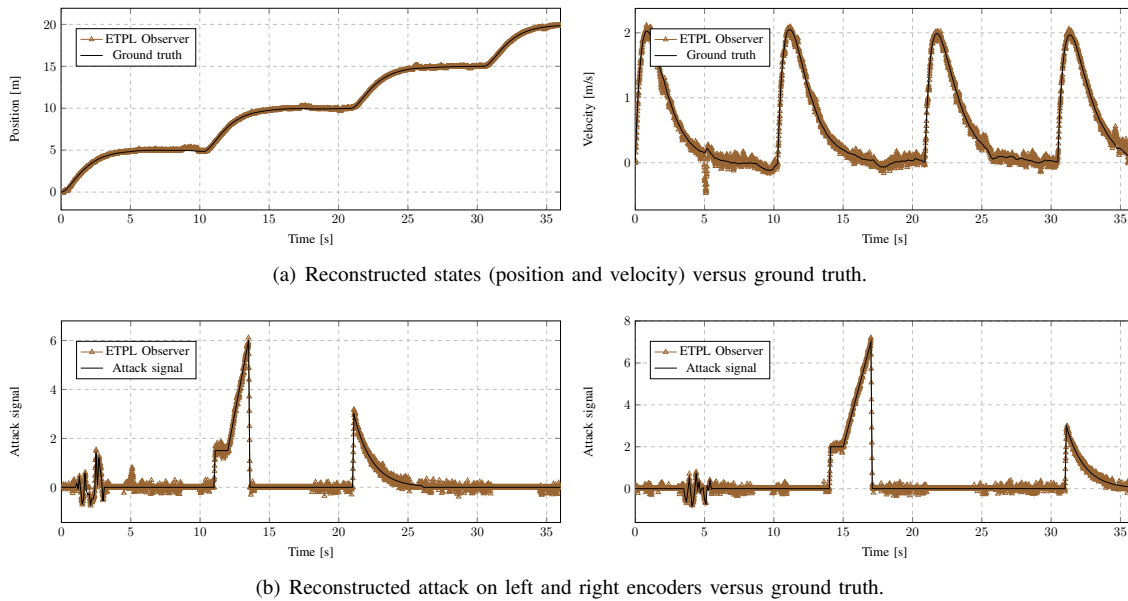 ETPL Observer
Ground truth
Position [m]
20
15
10
5
0
0 5 10 15 20 25 30 35
Time [s]
ETPL Observer
Ground truth
Velocity [m/s]
2
1
0
0 5 10 15 20 25 30 35
Time [s]
(a) Reconstructed states (position and velocity) versus ground truth.
ETPL Observer
Attack signal
Attack signal
6
4
2
0
0 5 10 15 20 25 30 35
Time [s]
ETPL Observer
Attack signal
Attack signal
8
6
4
2
0
0 5 10 15 20 25 30 35
Time [s]
(b) Reconstructed attack on left and right encoders versus ground truth.